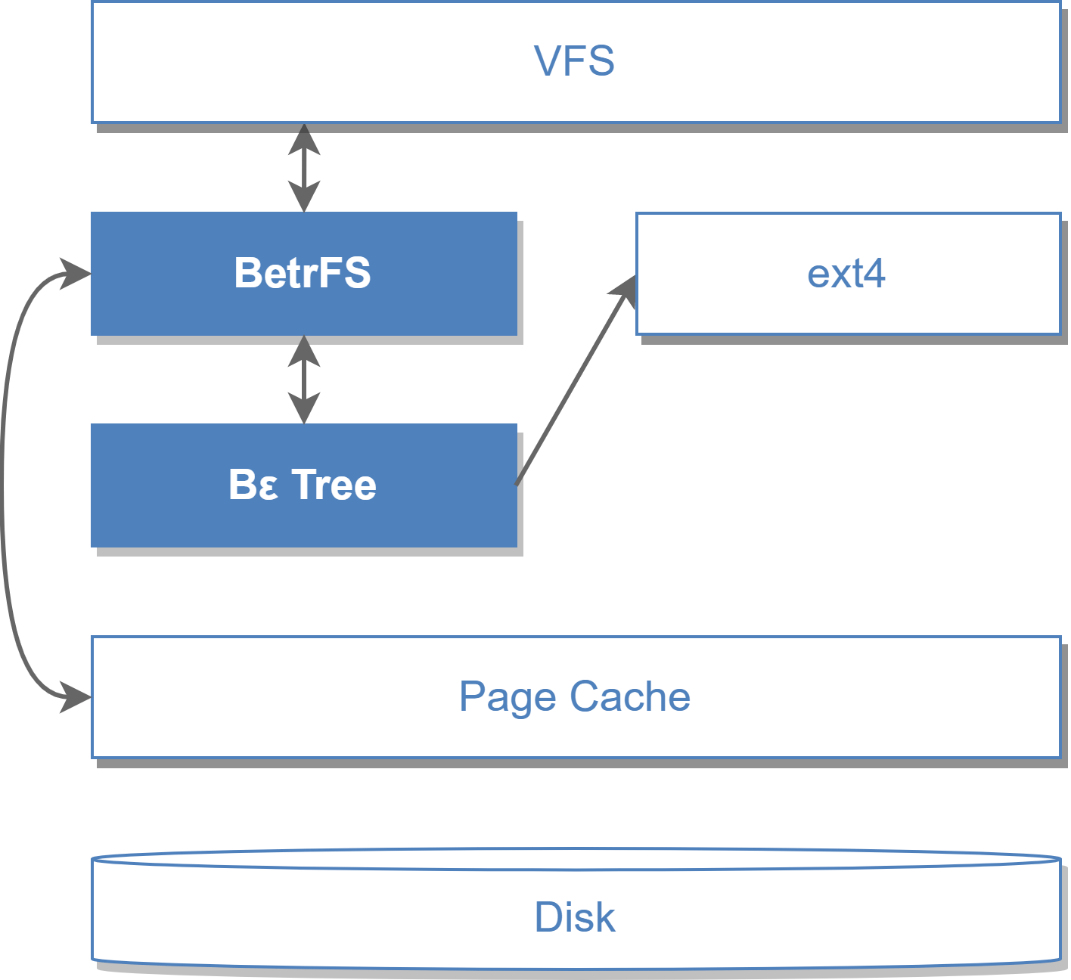 VFS
BetrFS
ext4
Bε Tree
Page Cache
Disk